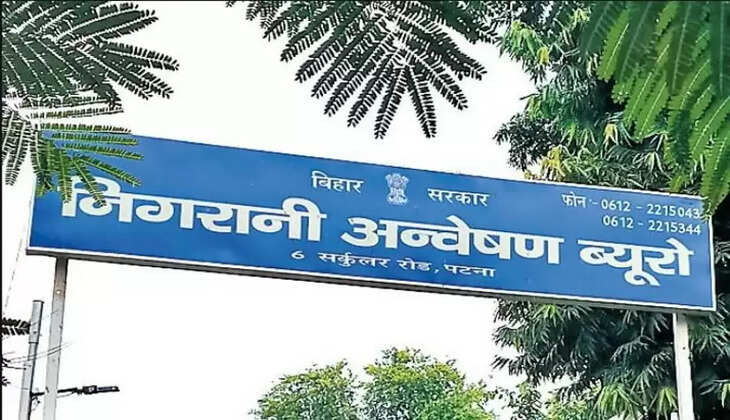 बिहार सरकार
फोन :- 0612 - 2215043
0612 - 2215344
निगरानी अन्वेषण ब्यूरो
6 सर्कुलर रोड, पटना